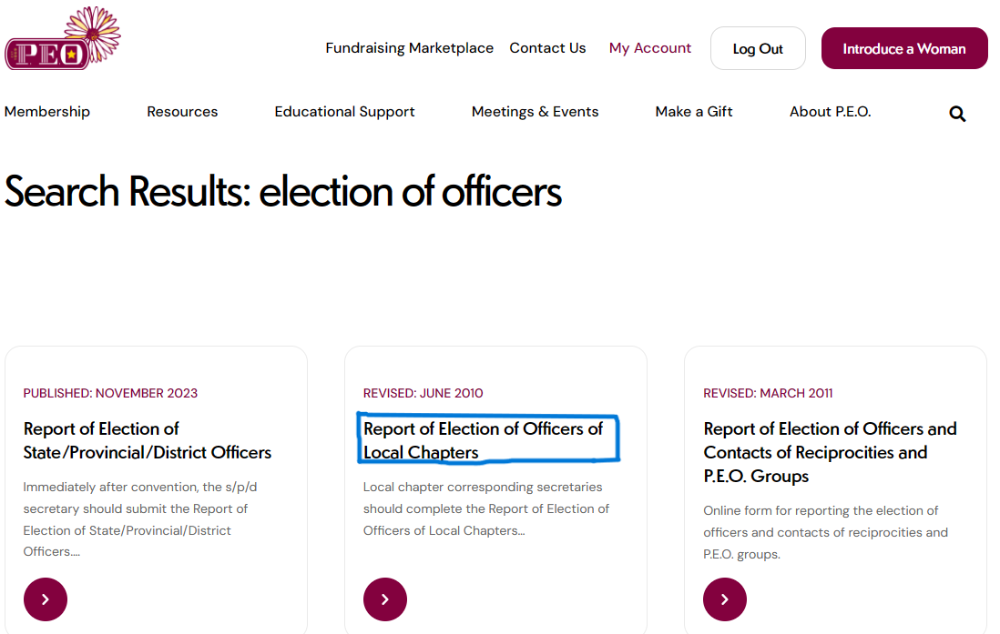 PEO
Fundraising Marketplace Contact Us My Account Log Out Introduce a Woman
Membership Resources Educational Support Meetings & Events Make a Gift About P.E.O.
Search Results: election of officers
PUBLISHED: NOVEMBER 2023
Report of Election of
State/Provincial/District Officers
Immediately after convention, the s/p/d
secretary should submit the Report of
Election of State/Provincial/District
Officers....
REVISED: JUNE 2010
Report of Election of Officers of
Local Chapters
Local chapter corresponding secretaries
should complete the Report of Election of
Officers of Local Chapters...
REVISED: MARCH 2011
Report of Election of Officers and
Contacts of Reciprocities and
P.E.O. Groups
Online form for reporting the election of
officers and contacts of reciprocities and
P.E.O. groups.